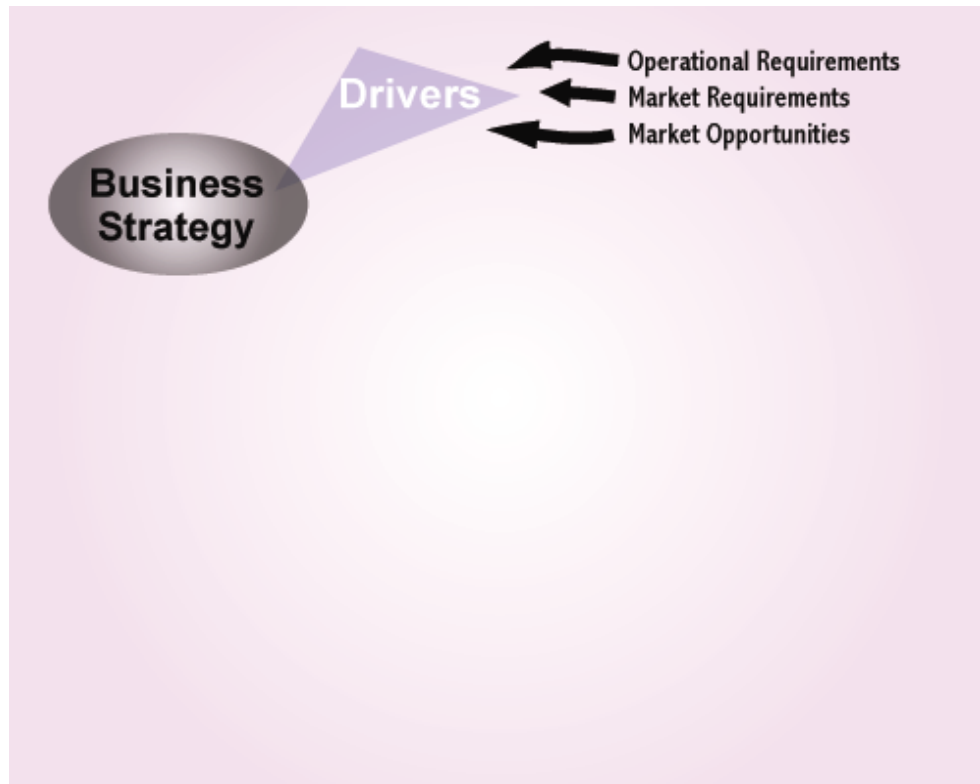 Drivers
Operational Requirements
Market Requirements
Market Opportunities
Business
Strategy